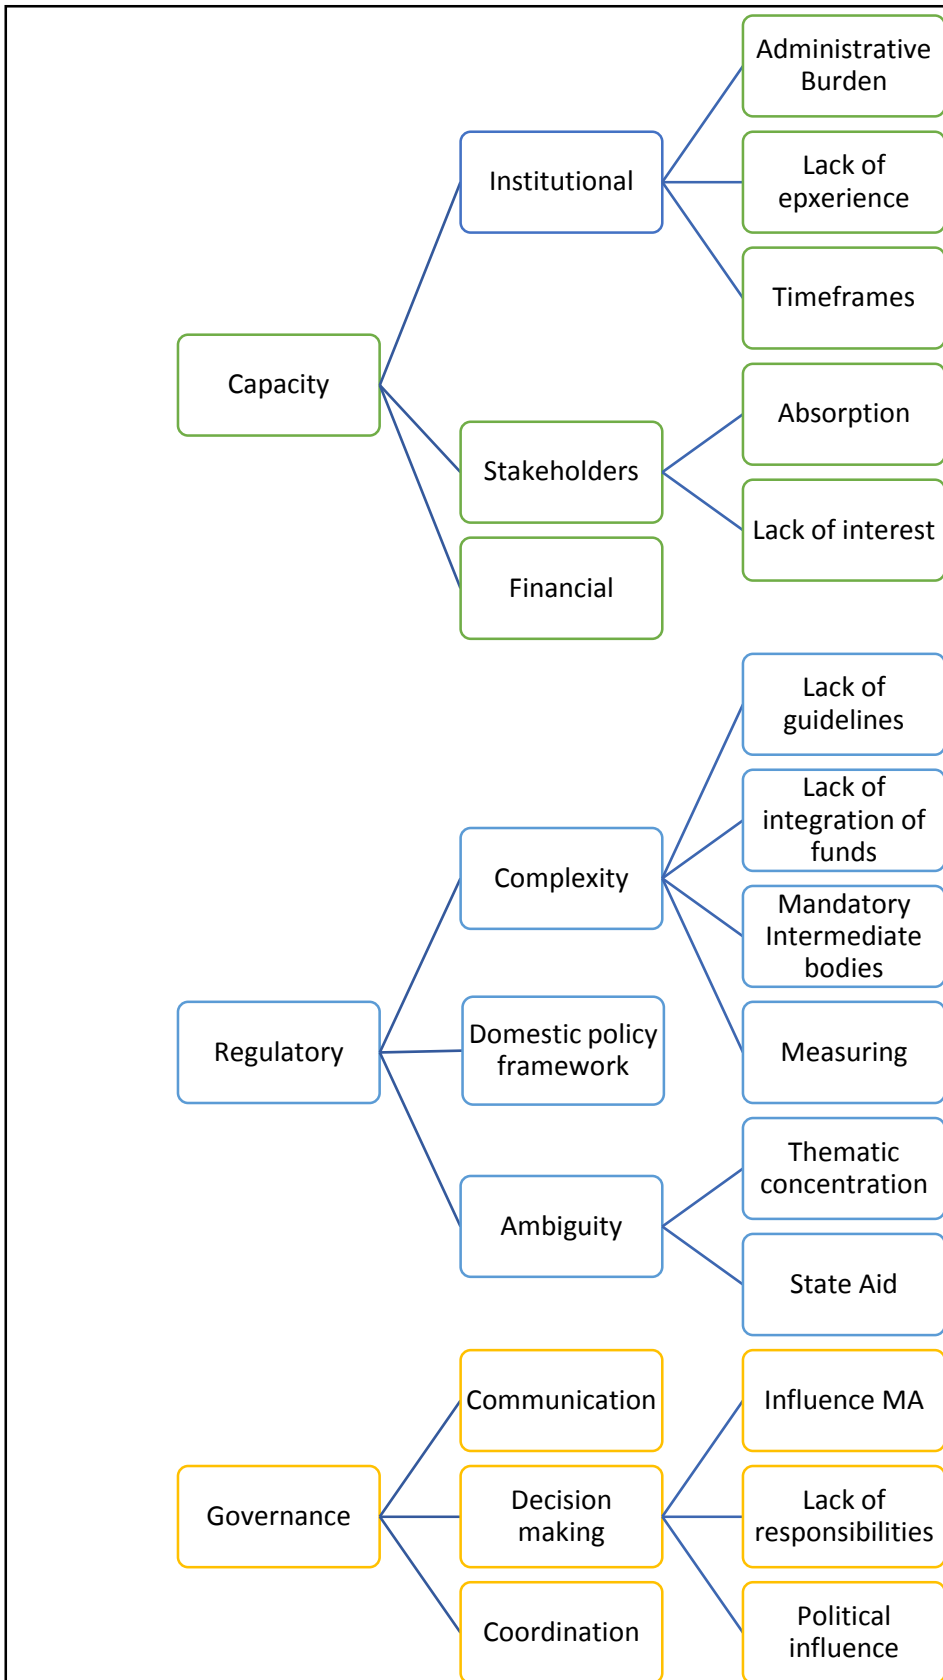 Administrative
Burden
Institutional
Lack of
epxerience
Timeframes
Capacity
Absorption
Stakeholders
Lack of interest
Financial
Lack of
guidelines
Lack of
integration of
funds
Complexity
Mandatory
Intermediate
bodies
Regulatory
Domestic policy
framework
Measuring
Thematic
concentration
Ambiguity
State Aid
Communication
Influence MA
Governance
Decision
making
Lack of
responsibilities
Coordination
Political
influence